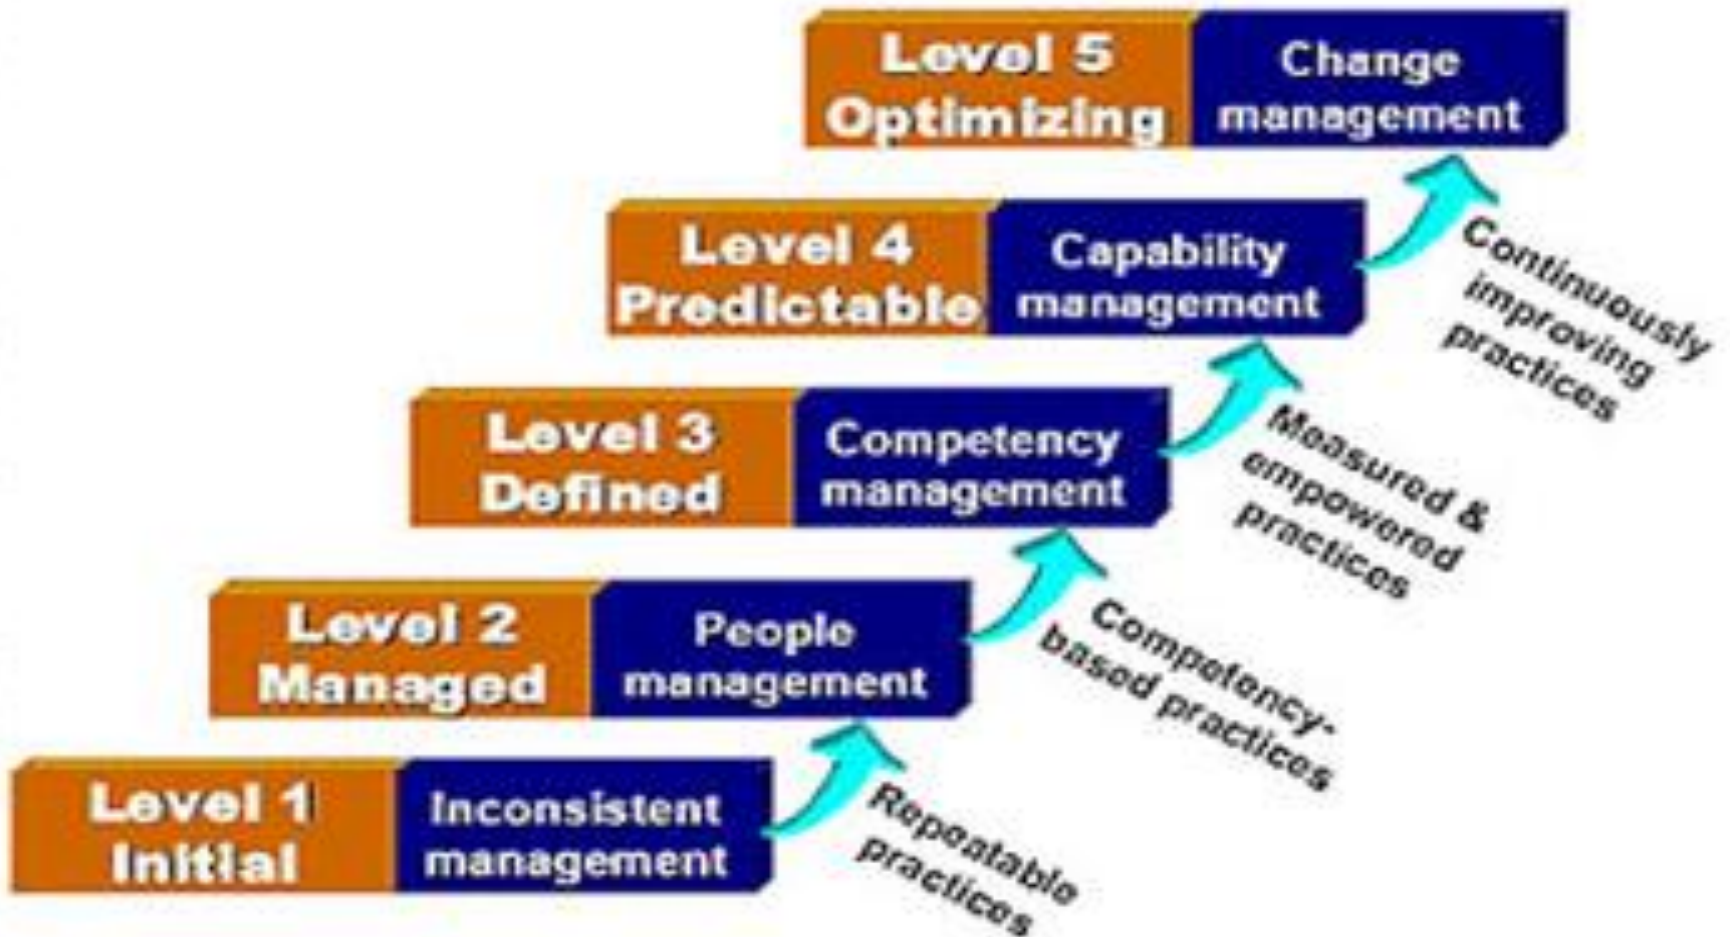 Level 5
Optimizing
Change
management
Level 4
Predictable
Capability
management
Continuously
improving
practices
Level 3
Defined
Competency
management
Measured &
empowered
practices
Level 2
Managed
People
management
Competency-
based practices
Level 1
Initial
Inconsistent
management
Repeatable
practices